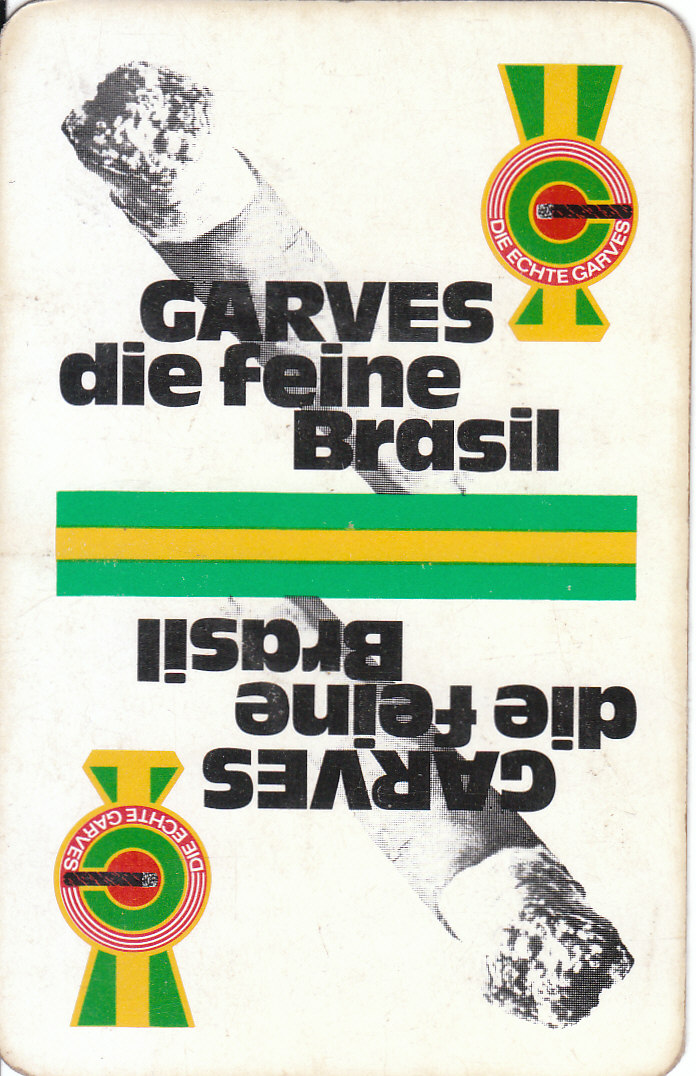 GARVES
die feine
Brasil
DIE ECHTE GARVES
Brasil
die feine
GARVES
DIE ECHTE GARVES